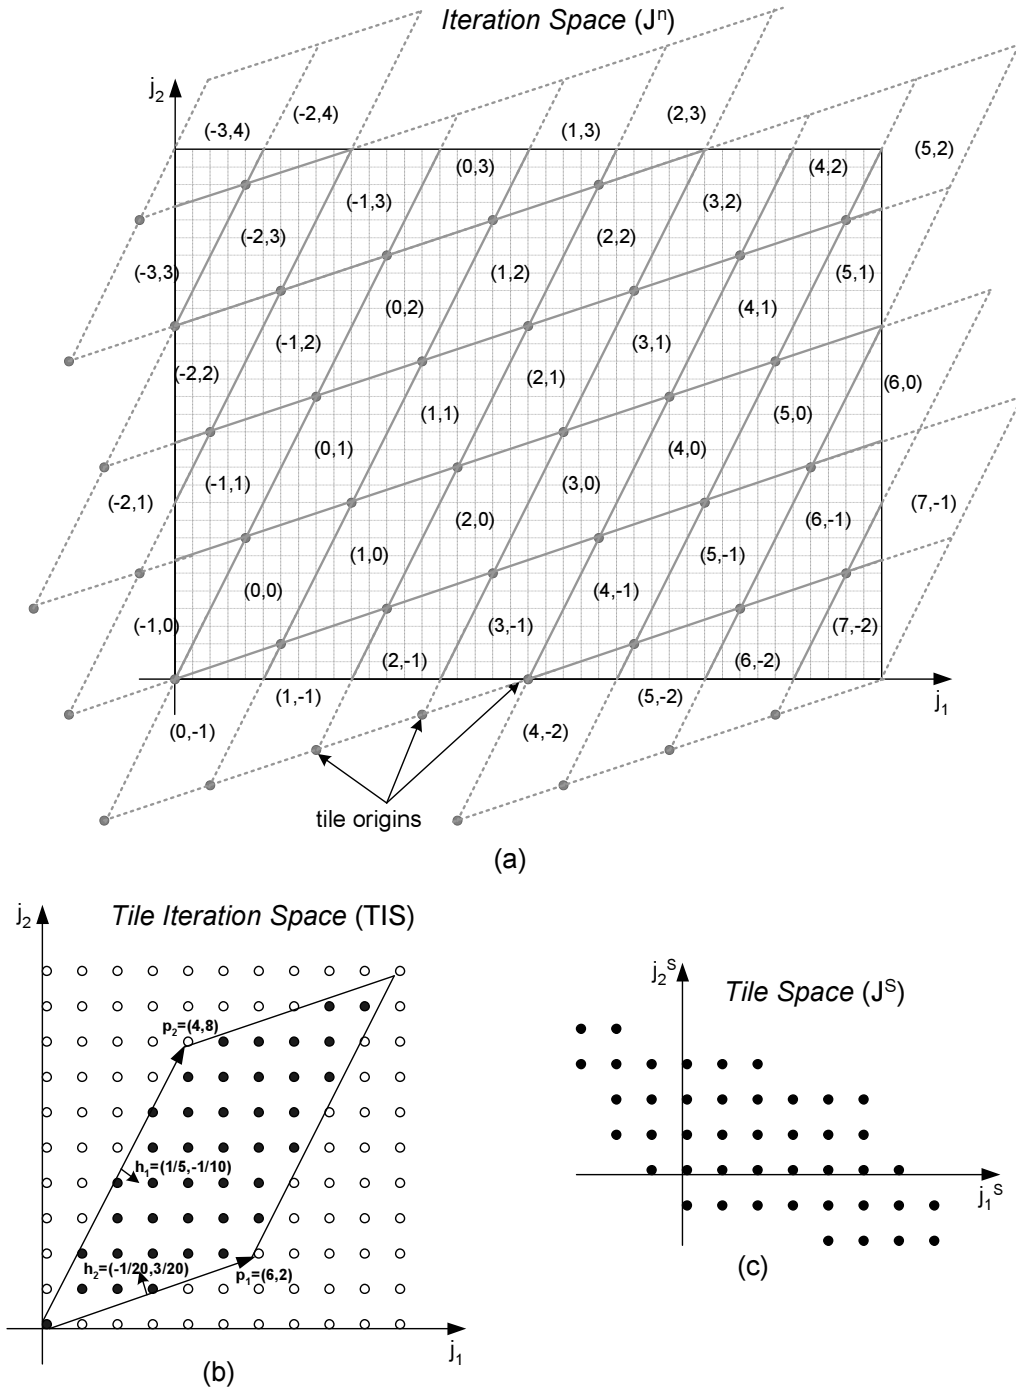 Iteration Space (Jⁿ)
j₂
(-3,4)
(-2,4)
(1,3)
(2,3)
(5,2)
(0,3)
(4,2)
(-1,3)
(3,2)
(-2,3)
(2,2)
(-3,3)
(1,2)
(5,1)
(0,2)
(4,1)
(-1,2)
(3,1)
(-2,2)
(2,1)
(6,0)
(1,1)
(5,0)
(0,1)
(4,0)
(-1,1)
(3,0)
(-2,1)
(7,-1)
(2,0)
(6,-1)
(1,0)
(5,-1)
(0,0)
(4,-1)
(-1,0)
(3,-1)
(7,-2)
(2,-1)
(6,-2)
(1,-1)
(5,-2)
j₁
(0,-1)
(4,-2)
tile origins
(a)
j₂
Tile Iteration Space (TIS)
p₂=(4,8)
h₁=(1/5,-1/10)
h₂=(-1/20,3/20)
p₁=(6,2)
j₁
(b)
j₂ˢ
Tile Space (Jˢ)
j₁ˢ
(c)